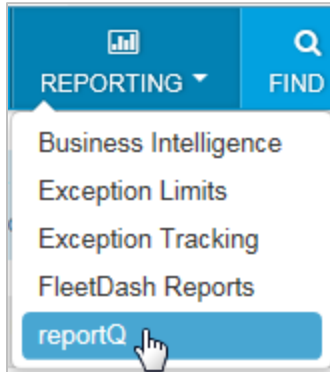 REPORTING
FIND
Business Intelligence
Exception Limits
Exception Tracking
FleetDash Reports
reportQ